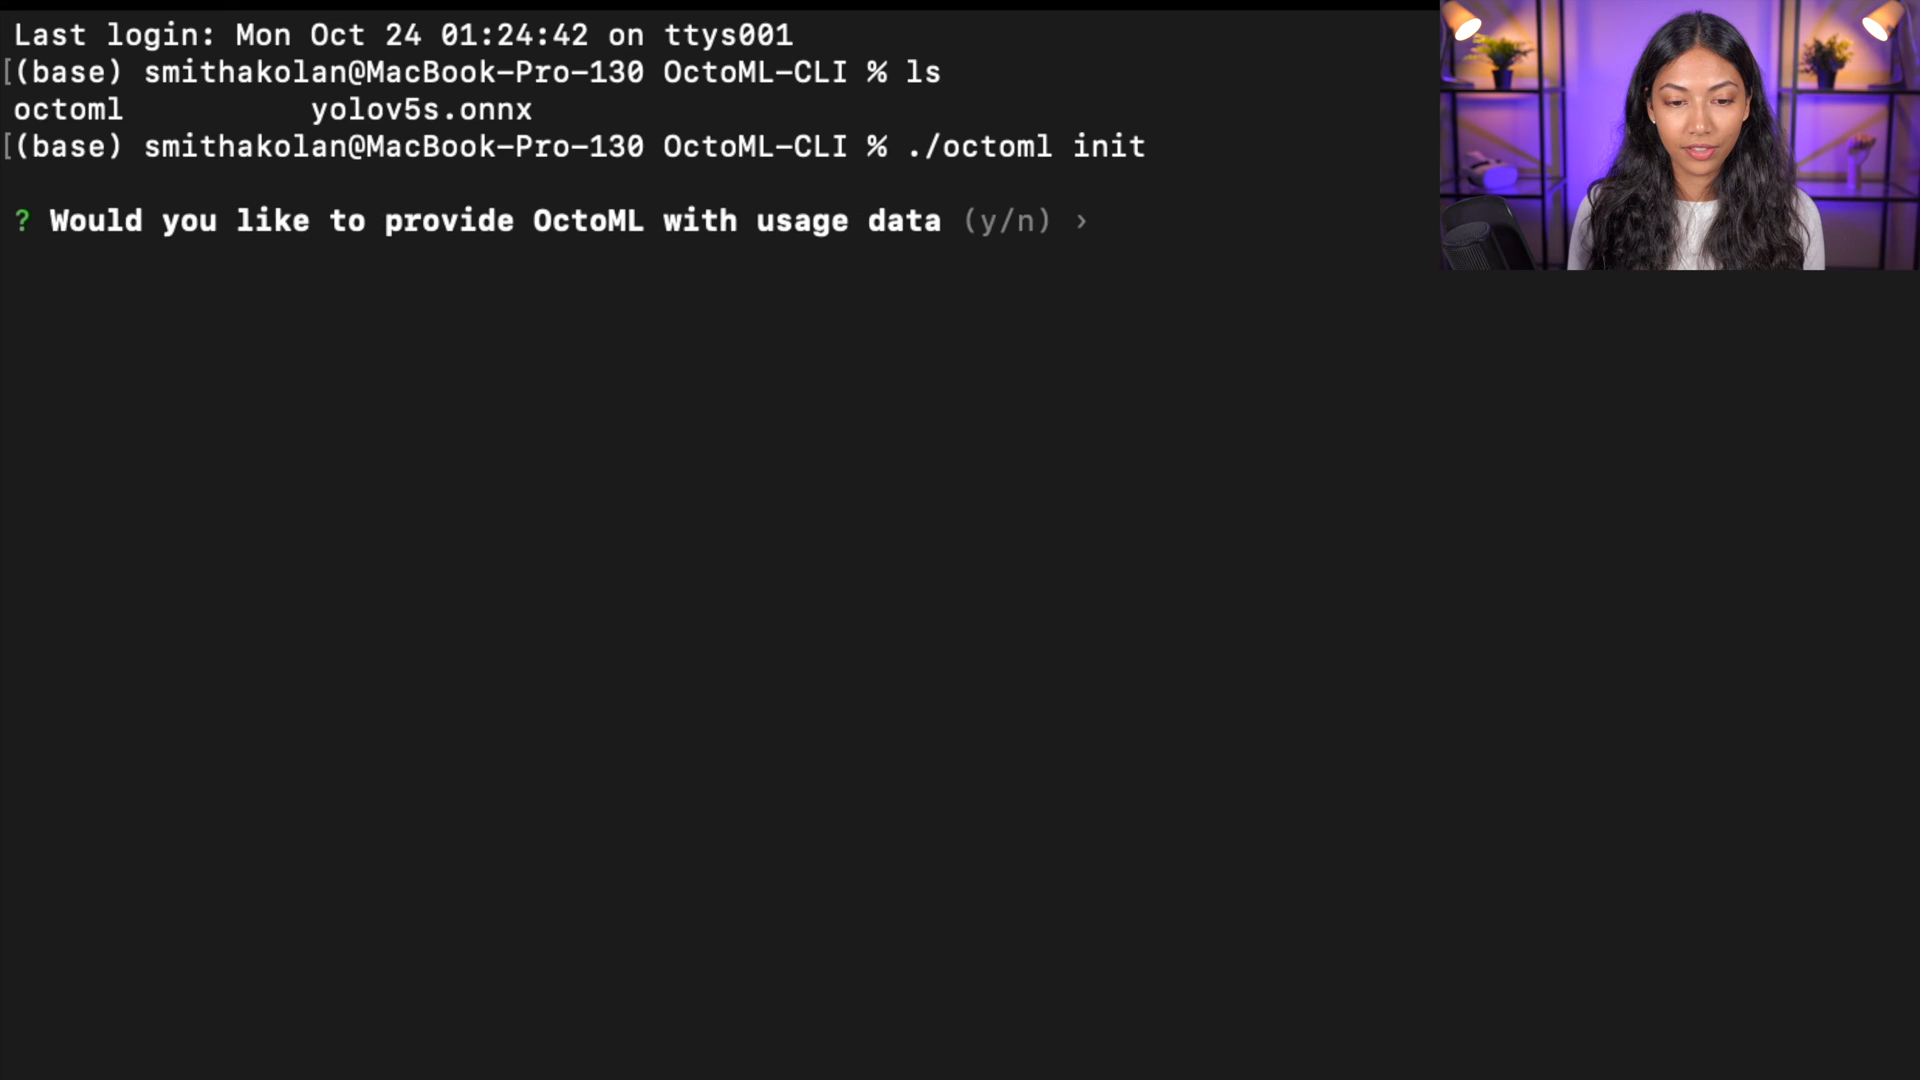 Last login: Mon Oct 24 01:24:42 on ttys001
[(base) smithakolan@MacBook-Pro-130 OctoML-CLI % ls
octoml yolov5s.onnx
[(base) smithakolan@MacBook-Pro-130 OctoML-CLI % ./octoml init
? Would you like to provide OctoML with usage data (y/n) ›